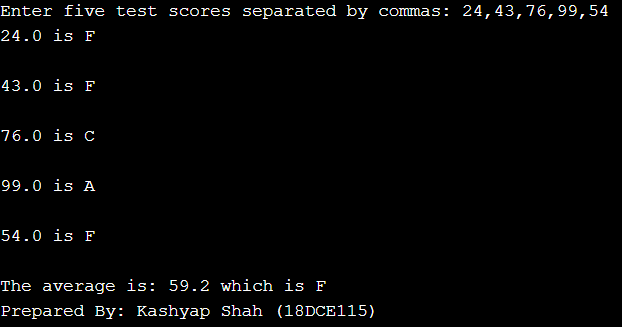 Enter five test scores separated by commas: 24,43,76,99,54
24.0 is F
43.0 is F
76.0 is C
99.0 is A
54.0 is F
The average is: 59.2 which is F
Prepared By: Kashyap Shah (18DCE115)